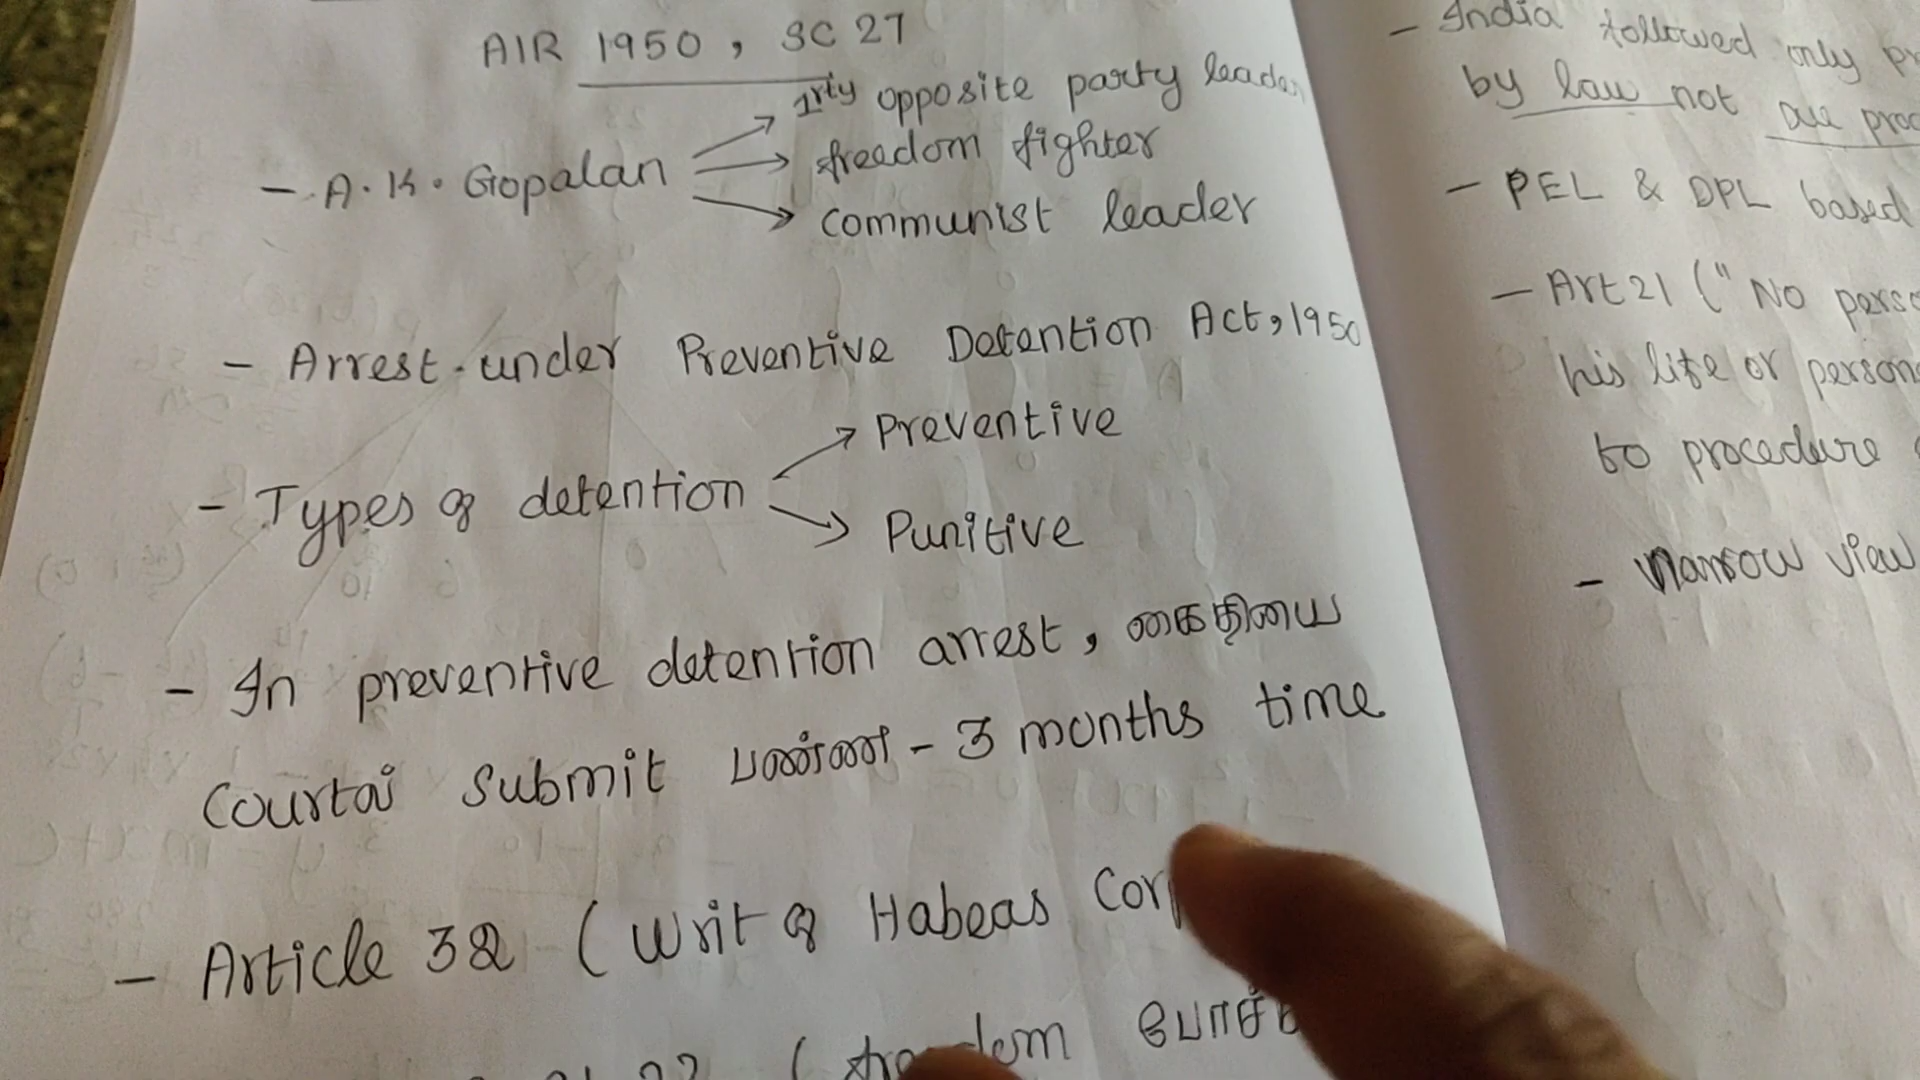 AIR 1950, SC 27
1rty opposite party leader
- A.K. Gopalan
freedom fighter
communist leader
- Arrest under Preventive Detention Act, 1950
Preventive
- Types of detention
Punitive
- In preventive detention arrest, கைதியை
Courtல் Submit பண்ண - 3 months time
- Article 32 (Writ of Habeas
- India followed only
by law not Due
- PEL & DPL based
- Art 21 ("No
his life or
to procedure
- Narrow view